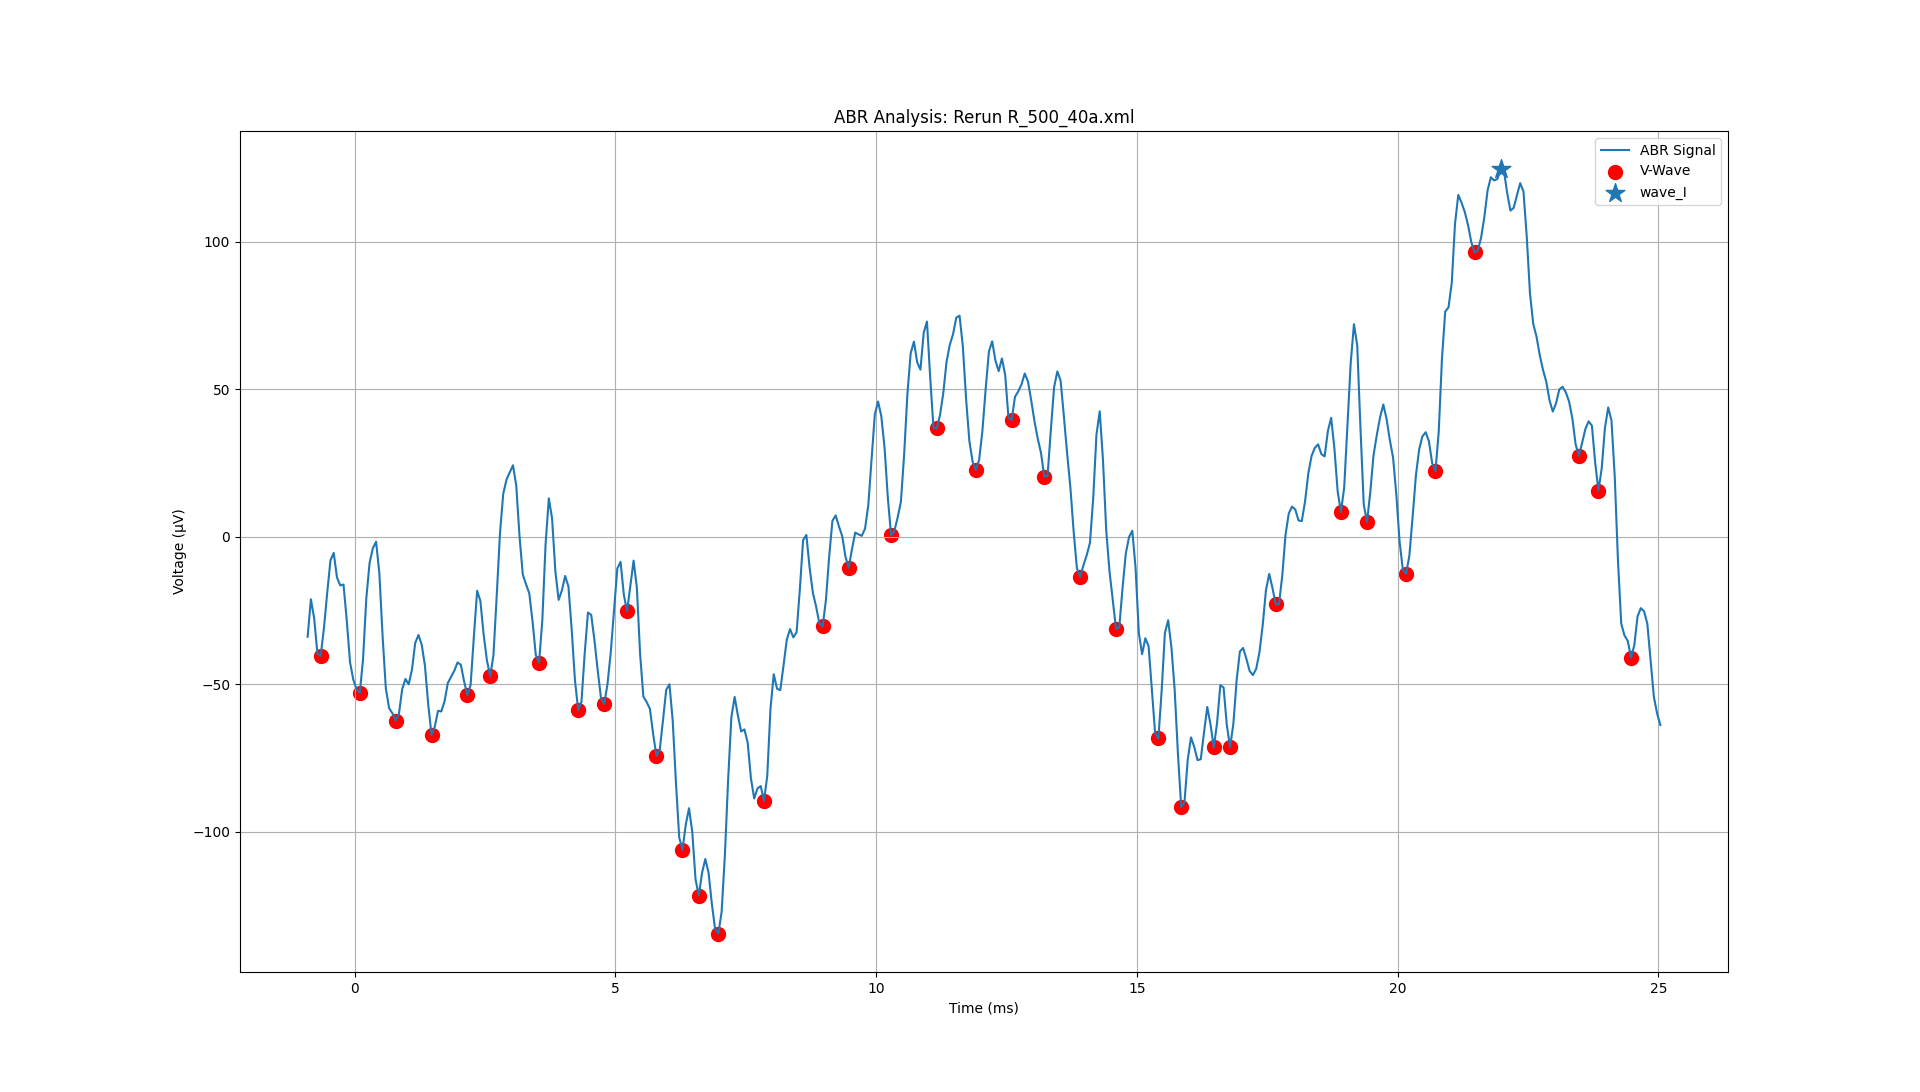 ABR Analysis: Rerun R_500_40a.xml
ABR Signal
V-Wave
wave_I
100
50
0
−50
−100
Voltage (µV)
0 5 10 15 20 25
Time (ms)